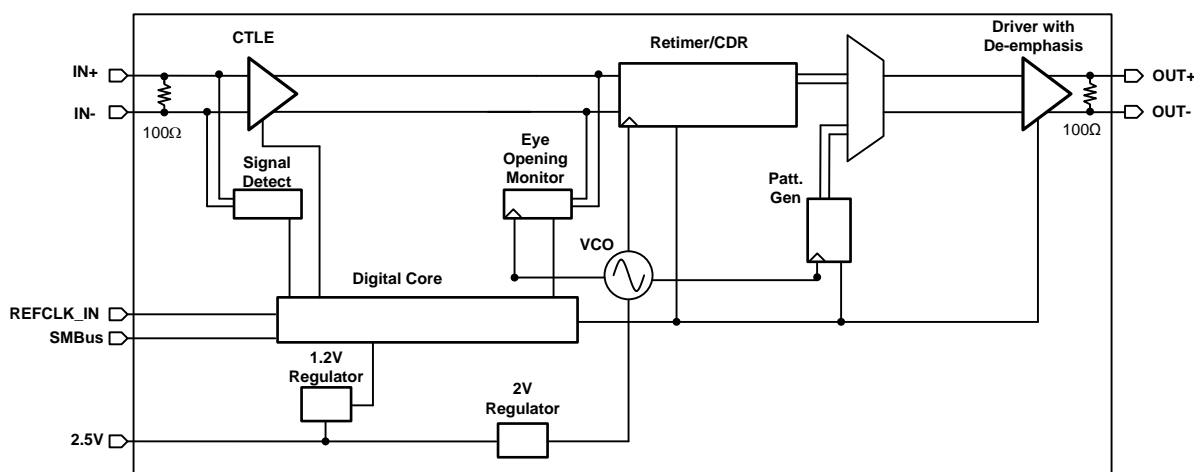 CTLE
Retimer/CDR
Driver with
De-emphasis
IN+
IN-
100Ω
OUT+
OUT-
100Ω
Signal
Detect
Eye
Opening
Monitor
Patt.
Gen
VCO
Digital Core
REFCLK_IN
SMBus
1.2V
Regulator
2V
Regulator
2.5V